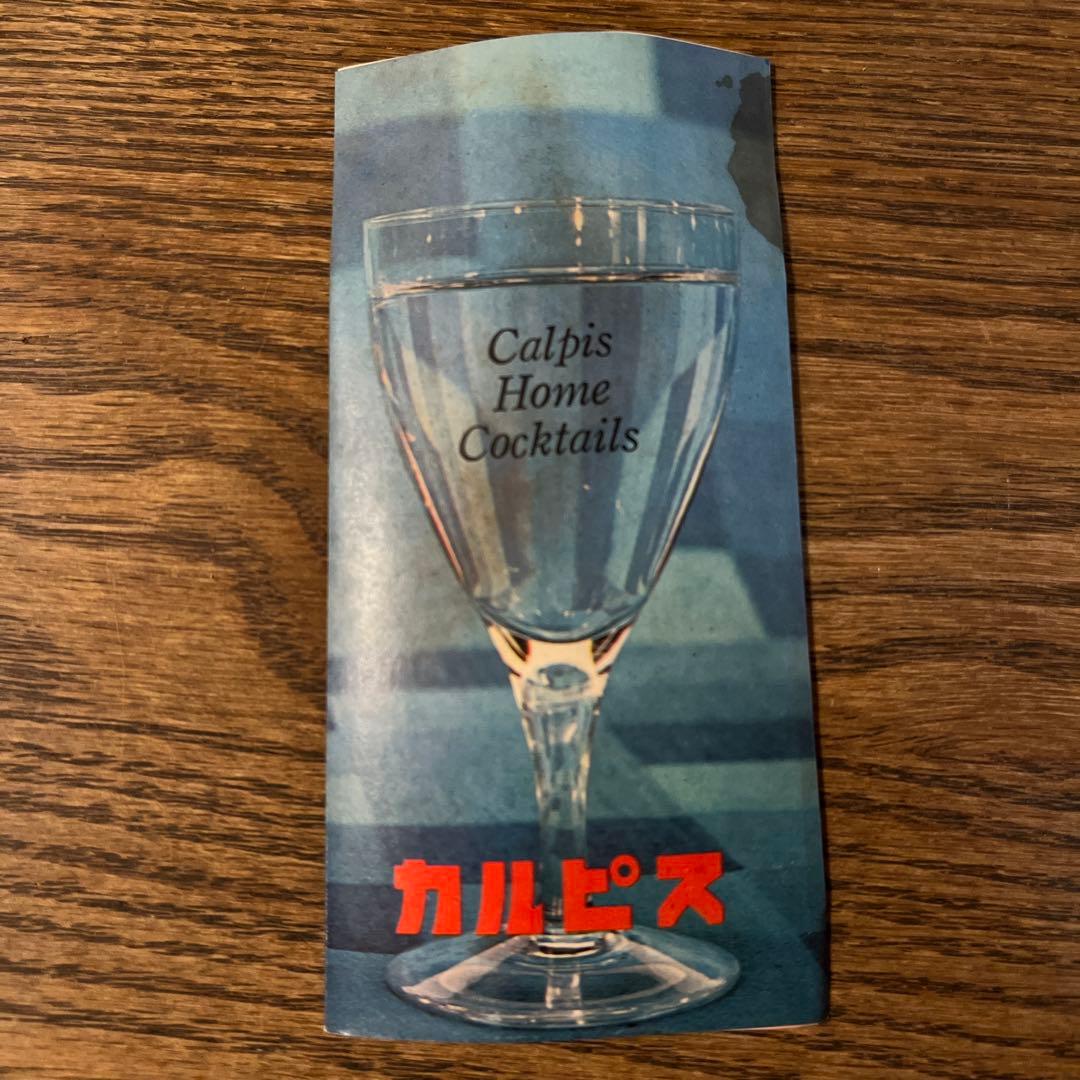 Calpis
Home
Cocktails
カルピス